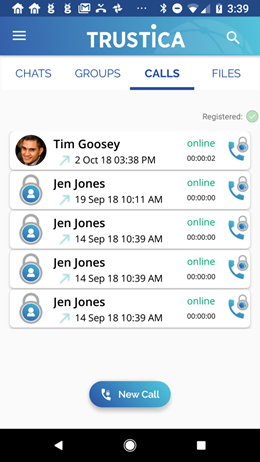 3:39
TRUSTICA
CHATS GROUPS CALLS FILES
Registered:
Tim Goosey online
2 Oct 18 03:38 PM 00:00:02
Jen Jones online
19 Sep 18 10:11 AM 00:00:00
Jen Jones online
14 Sep 18 10:39 AM 00:00:00
Jen Jones online
14 Sep 18 10:39 AM 00:00:00
Jen Jones online
14 Sep 18 10:39 AM 00:00:00
New Call